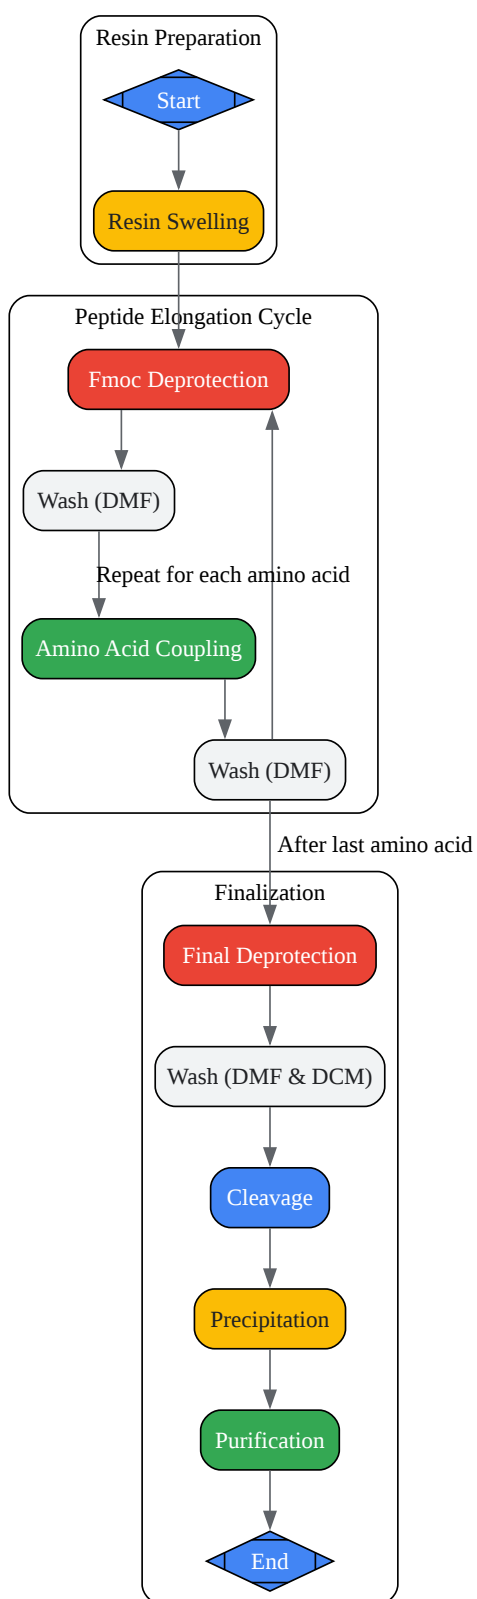 Resin Preparation
Start
Resin Swelling
Peptide Elongation Cycle
Fmoc Deprotection
Wash (DMF)
Repeat for each amino acid
Amino Acid Coupling
Wash (DMF)
After last amino acid
Finalization
Final Deprotection
Wash (DMF & DCM)
Cleavage
Precipitation
Purification
End